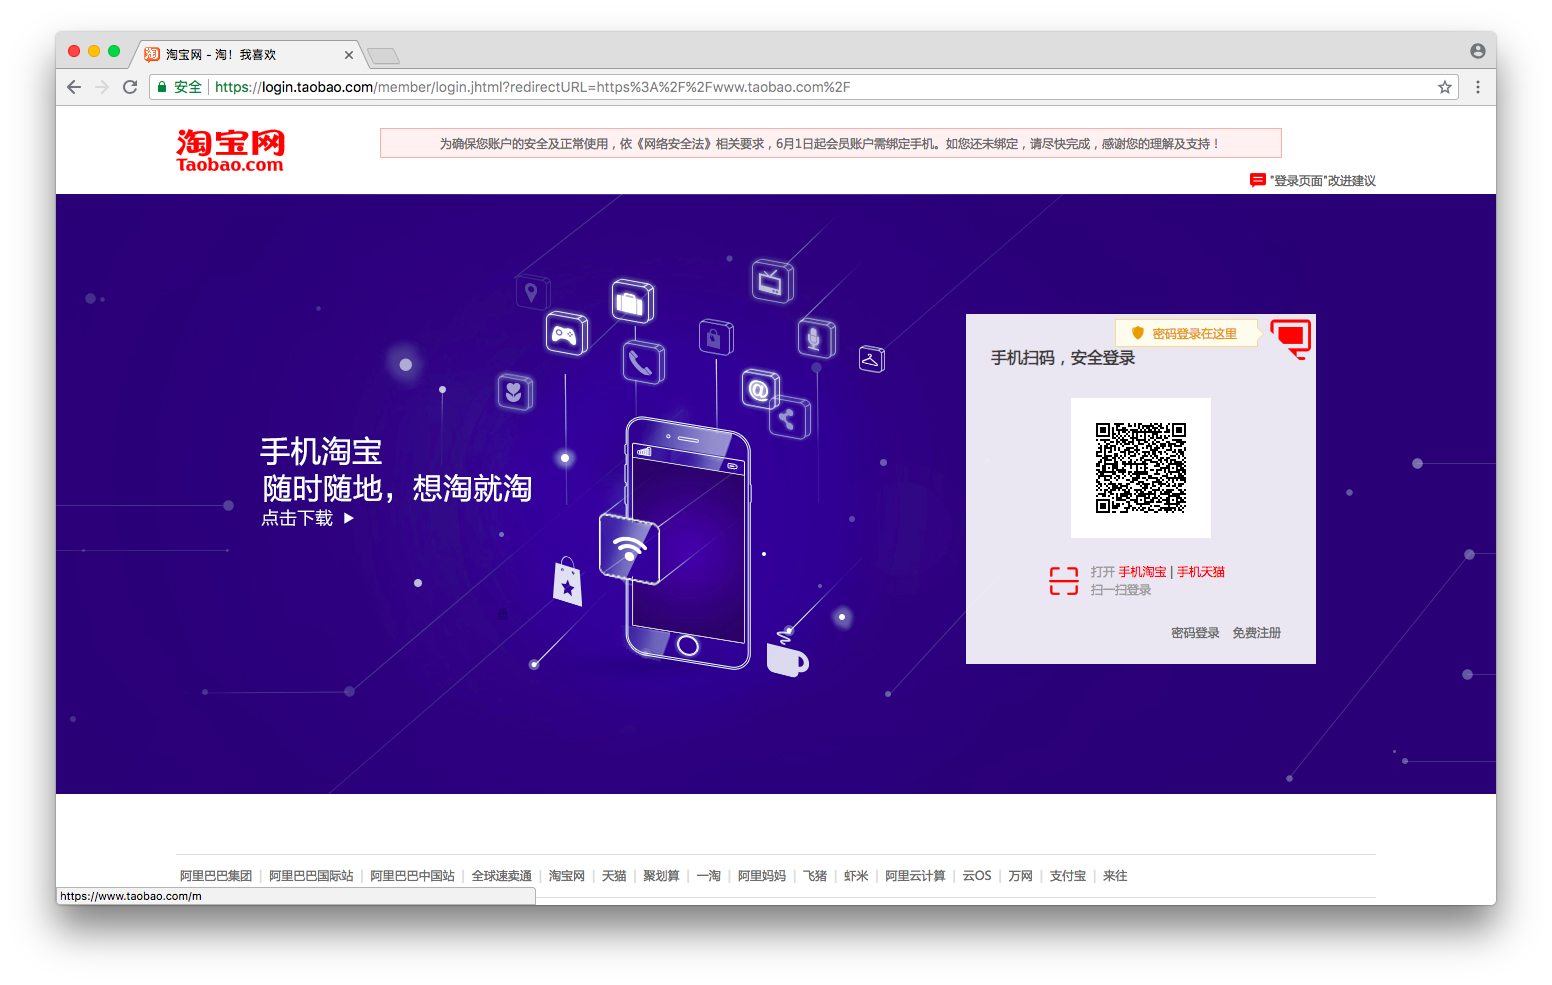 淘宝网 - 淘！我喜欢
安全 https://login.taobao.com/member/login.jhtml?redirectURL=https%3A%2F%2Fwww.taobao.com%2F
淘宝网
Taobao.com
为确保您账户的安全及正常使用，依《网络安全法》相关要求，6月1日起会员账户需绑定手机。如您还未绑定，请尽快完成，感谢您的理解及支持！
"登录页面"改进建议
手机淘宝
随时随地，想淘就淘
点击下载
密码登录在这里
手机扫码，安全登录
打开 手机淘宝 | 手机天猫
扫一扫登录
密码登录 免费注册
阿里巴巴集团 | 阿里巴巴国际站 | 阿里巴巴中国站 | 全球速卖通 | 淘宝网 | 天猫 | 聚划算 | 一淘 | 阿里妈妈 | 飞猪 | 虾米 | 阿里云计算 | 云OS | 万网 | 支付宝 | 来往
https://www.taobao.com/m